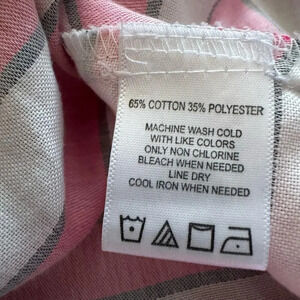 65% COTTON 35% POLYESTER
MACHINE WASH COLD
WITH LIKE COLORS
ONLY NON CHLORINE
BLEACH WHEN NEEDED
LINE DRY
COOL IRON WHEN NEEDED